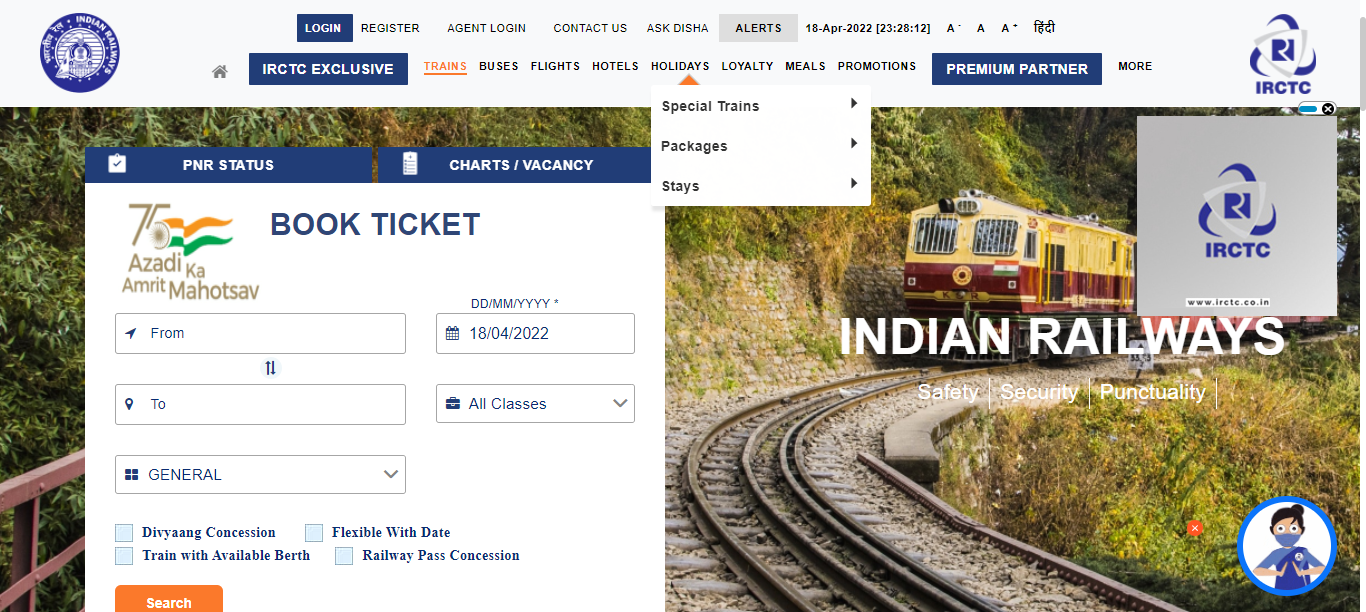 LOGIN REGISTER AGENT LOGIN CONTACT US ASK DISHA ALERTS 18-Apr-2022 [23:28:12] A- A A+ हिंदी
INDIAN RAILWAYS
भारतीय रेल
IRCTC EXCLUSIVE TRAINS BUSES FLIGHTS HOTELS HOLIDAYS LOYALTY MEALS PROMOTIONS PREMIUM PARTNER MORE
IRCTC
Special Trains
Packages
Stays
PNR STATUS CHARTS / VACANCY
BOOK TICKET
75
Azadi Ka
Amrit Mahotsav
DD/MM/YYYY *
From 18/04/2022
To All Classes
GENERAL
Divyaang Concession Flexible With Date
Train with Available Berth Railway Pass Concession
Search
IRCTC
www.irctc.co.in
INDIAN RAILWAYS
Safety Security Punctuality